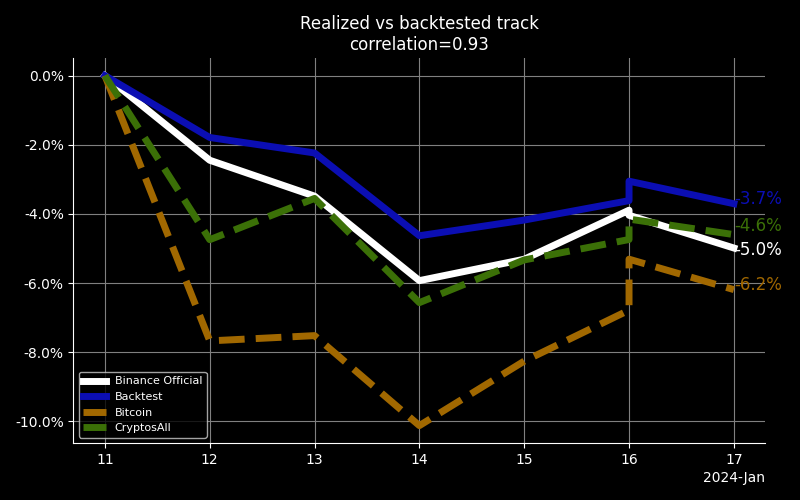 Realized vs backtested track
correlation=0.93
0.0%
-2.0%
-4.0%
-6.0%
-8.0%
-10.0%
-3.7%
-4.6%
-5.0%
-6.2%
Binance Official
Backtest
Bitcoin
CryptosAll
11 12 13 14 15 16 17
2024-Jan